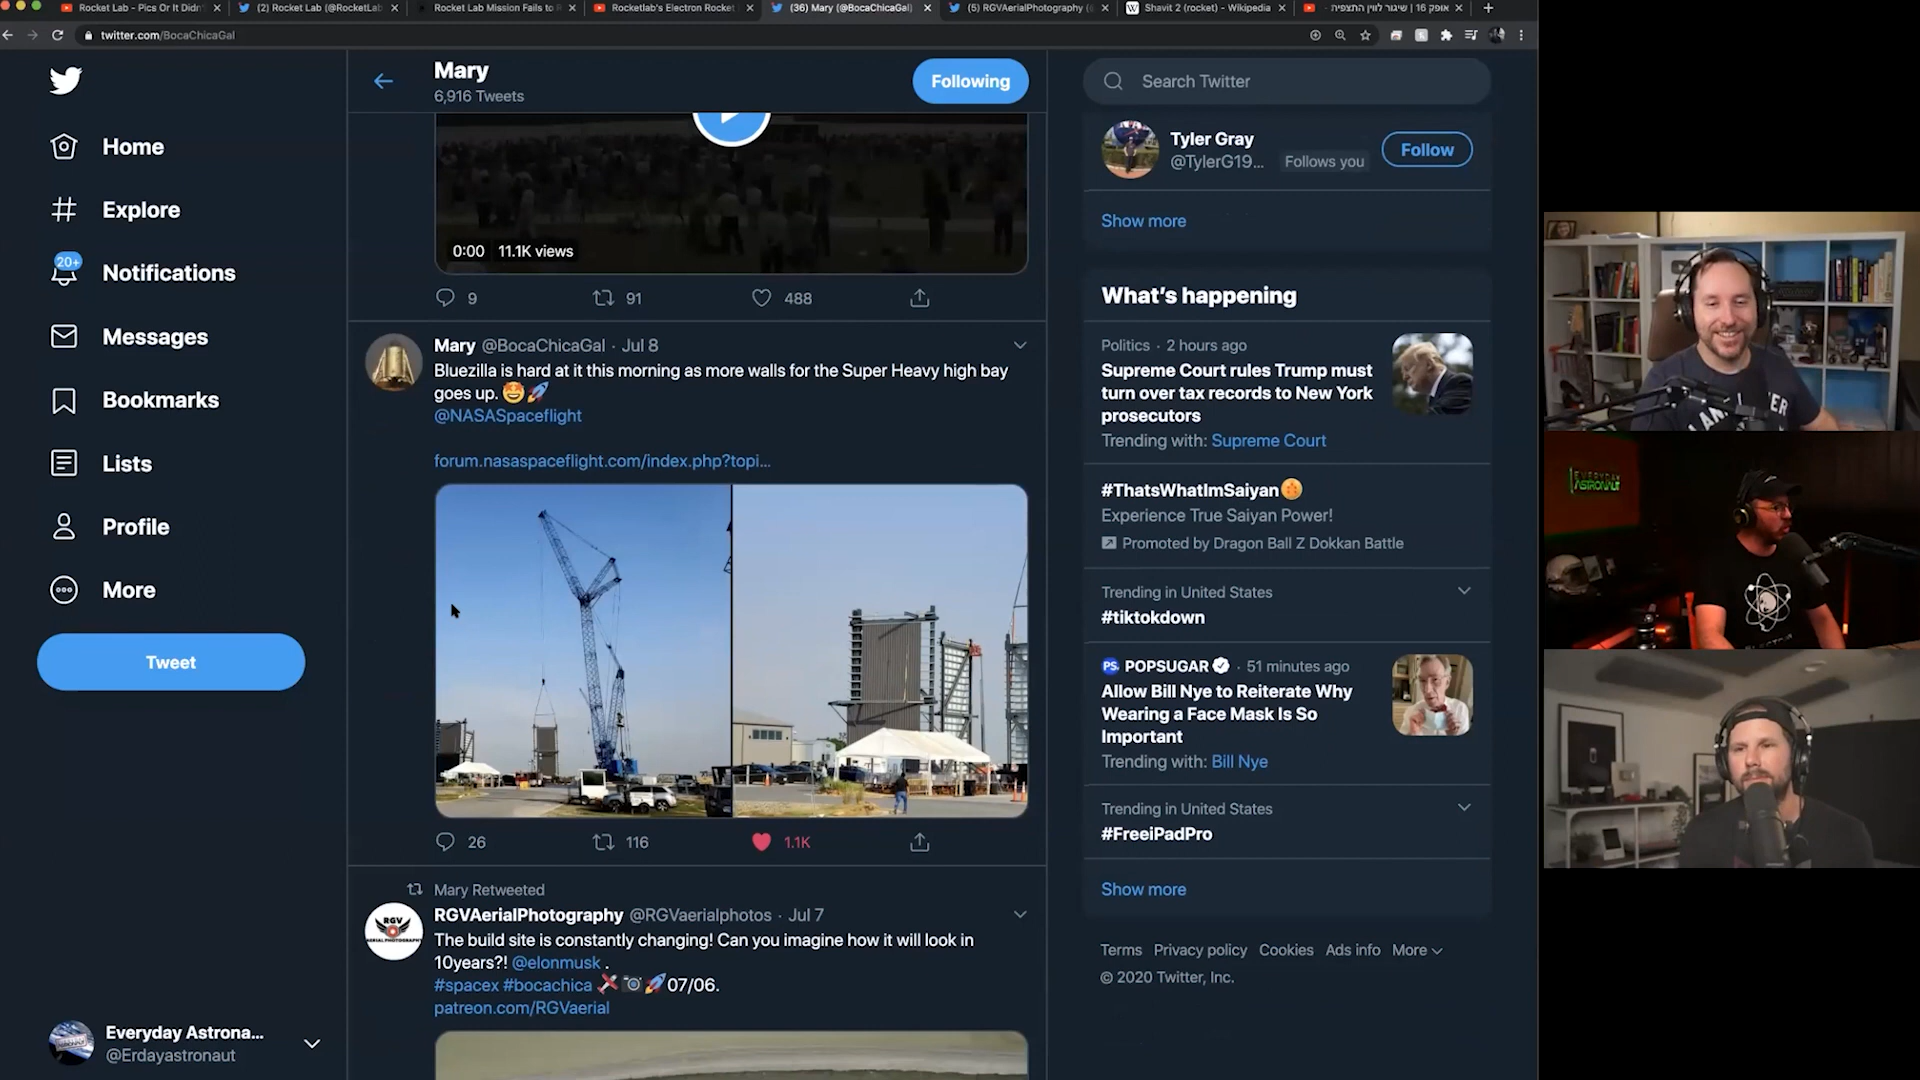 Rocket Lab - Pics Or It Didn'
(2) Rocket Lab (@RocketLab
Rocket Lab Mission Fails to R
Rocketlab's Electron Rocket
(36) Mary (@BocaChicaGal)
(5) RGVAerialPhotography (
Shavit 2 (rocket) - Wikipedia
אופק 16 | שיגור לווין התצפית
twitter.com/BocaChicaGal
Mary
6,916 Tweets
Following
Home
Explore
20+
Notifications
Messages
Bookmarks
Lists
Profile
More
Tweet
Everyday Astrona...
@Erdayastronaut
0:00 11.1K views
9 91 488
Mary @BocaChicaGal · Jul 8
Bluezilla is hard at it this morning as more walls for the Super Heavy high bay
goes up. 🤩🚀
@NASASpaceflight
forum.nasaspaceflight.com/index.php?topi...
26 116 1.1K
Mary Retweeted
RGV
AERIAL PHOTOGRAPHY
RGVAerialPhotography @RGVaerialphotos · Jul 7
The build site is constantly changing! Can you imagine how it will look in
10years?! @elonmusk .
#spacex #bocachica 🛩📷🚀07/06.
patreon.com/RGVaerial
Search Twitter
Tyler Gray
@TylerG19... Follows you
Follow
Show more
What's happening
Politics · 2 hours ago
Supreme Court rules Trump must
turn over tax records to New York
prosecutors
Trending with: Supreme Court
#ThatsWhatImSaiyan
Experience True Saiyan Power!
Promoted by Dragon Ball Z Dokkan Battle
Trending in United States
#tiktokdown
PS. POPSUGAR · 51 minutes ago
Allow Bill Nye to Reiterate Why
Wearing a Face Mask Is So
Important
Trending with: Bill Nye
Trending in United States
#FreeiPadPro
Show more
Terms Privacy policy Cookies Ads info More
© 2020 Twitter, Inc.
EVERYDAY
ASTRONAUT